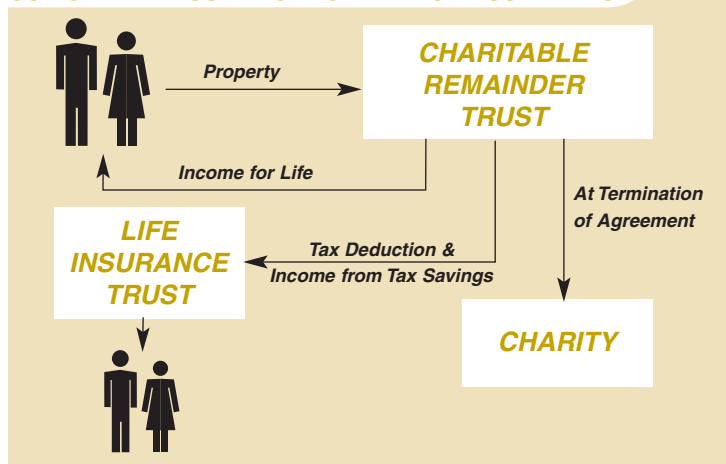 Property
CHARITABLE
REMAINDER
TRUST
Income for Life
At Termination
of Agreement
LIFE
INSURANCE
TRUST
Tax Deduction &
Income from Tax Savings
CHARITY